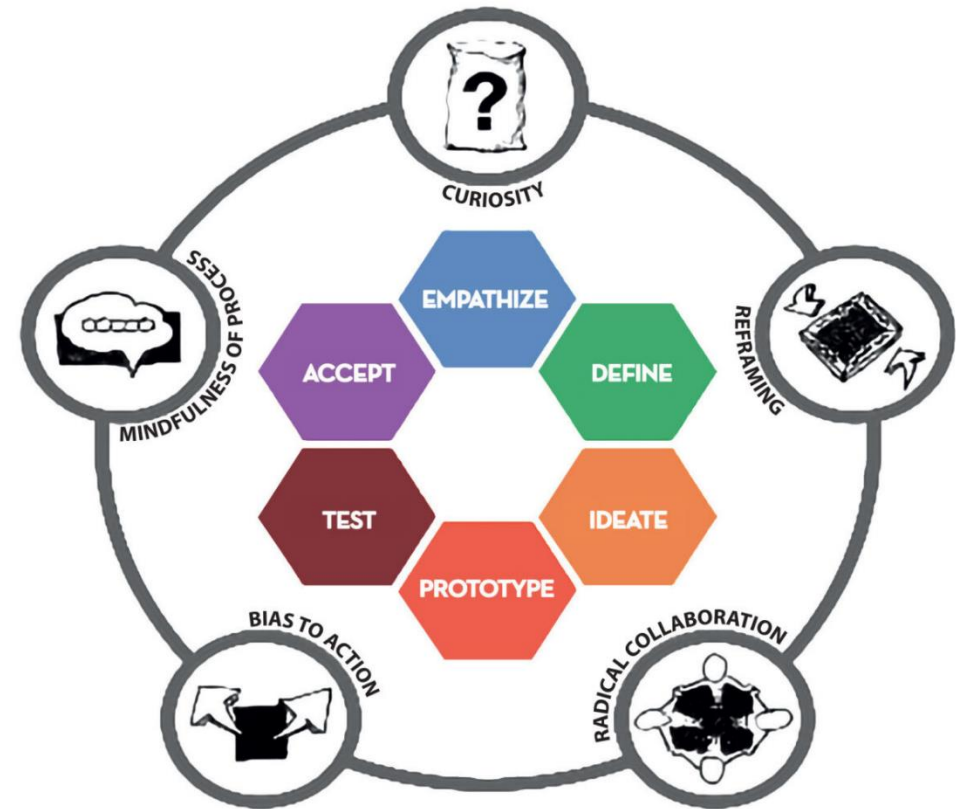 ?
CURIOSITY
MINDFULNESS OF PROCESS
REFRAMING
EMPATHIZE
ACCEPT
DEFINE
TEST
IDEATE
PROTOTYPE
BIAS TO ACTION
RADICAL COLLABORATION